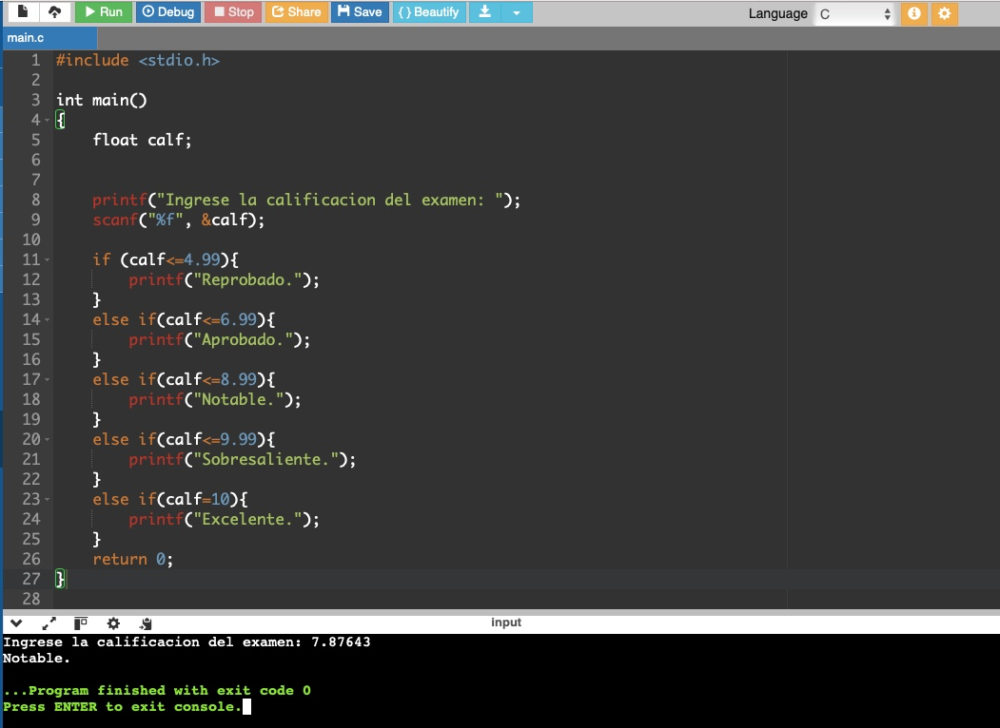 Run Debug Stop Share Save { } Beautify Language C
main.c
1 #include <stdio.h>
2
3 int main()
4 {
5 float calf;
6
7
8 printf("Ingrese la calificacion del examen: ");
9 scanf("%f", &calf);
10
11 if (calf<=4.99){
12 printf("Reprobado.");
13 }
14 else if(calf<=6.99){
15 printf("Aprobado.");
16 }
17 else if(calf<=8.99){
18 printf("Notable.");
19 }
20 else if(calf<=9.99){
21 printf("Sobresaliente.");
22 }
23 else if(calf=10){
24 printf("Excelente.");
25 }
26 return 0;
27 }
28
input
Ingrese la calificacion del examen: 7.87643
Notable.
...Program finished with exit code 0
Press ENTER to exit console.